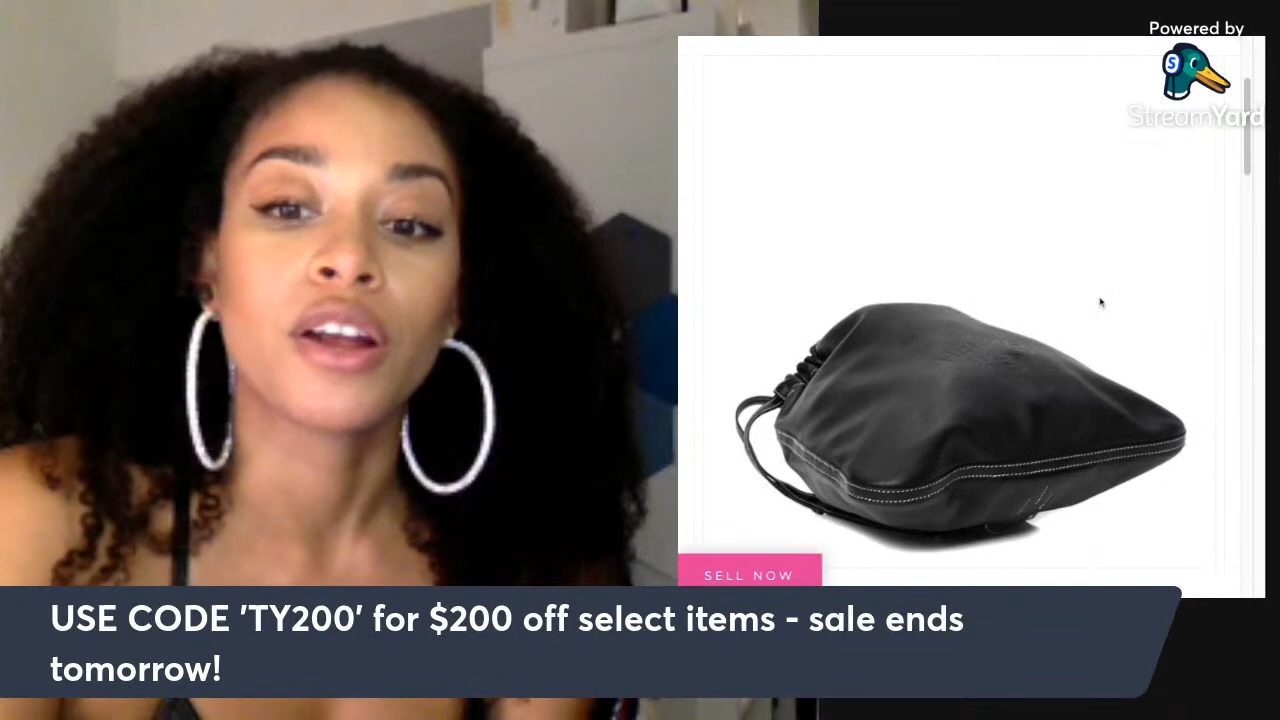 Powered by
StreamYard
SELL NOW
USE CODE 'TY200' for $200 off select items - sale ends
tomorrow!